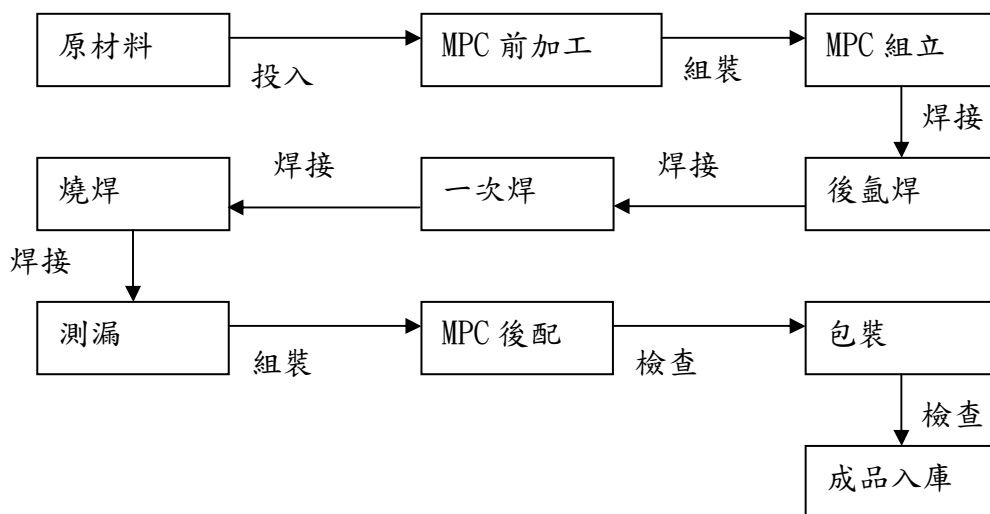 原材料
投入
MPC 前加工
組裝
MPC 組立
焊接
後氬焊
焊接
一次焊
焊接
燒焊
焊接
測漏
組裝
MPC 後配
檢查
包裝
檢查
成品入庫